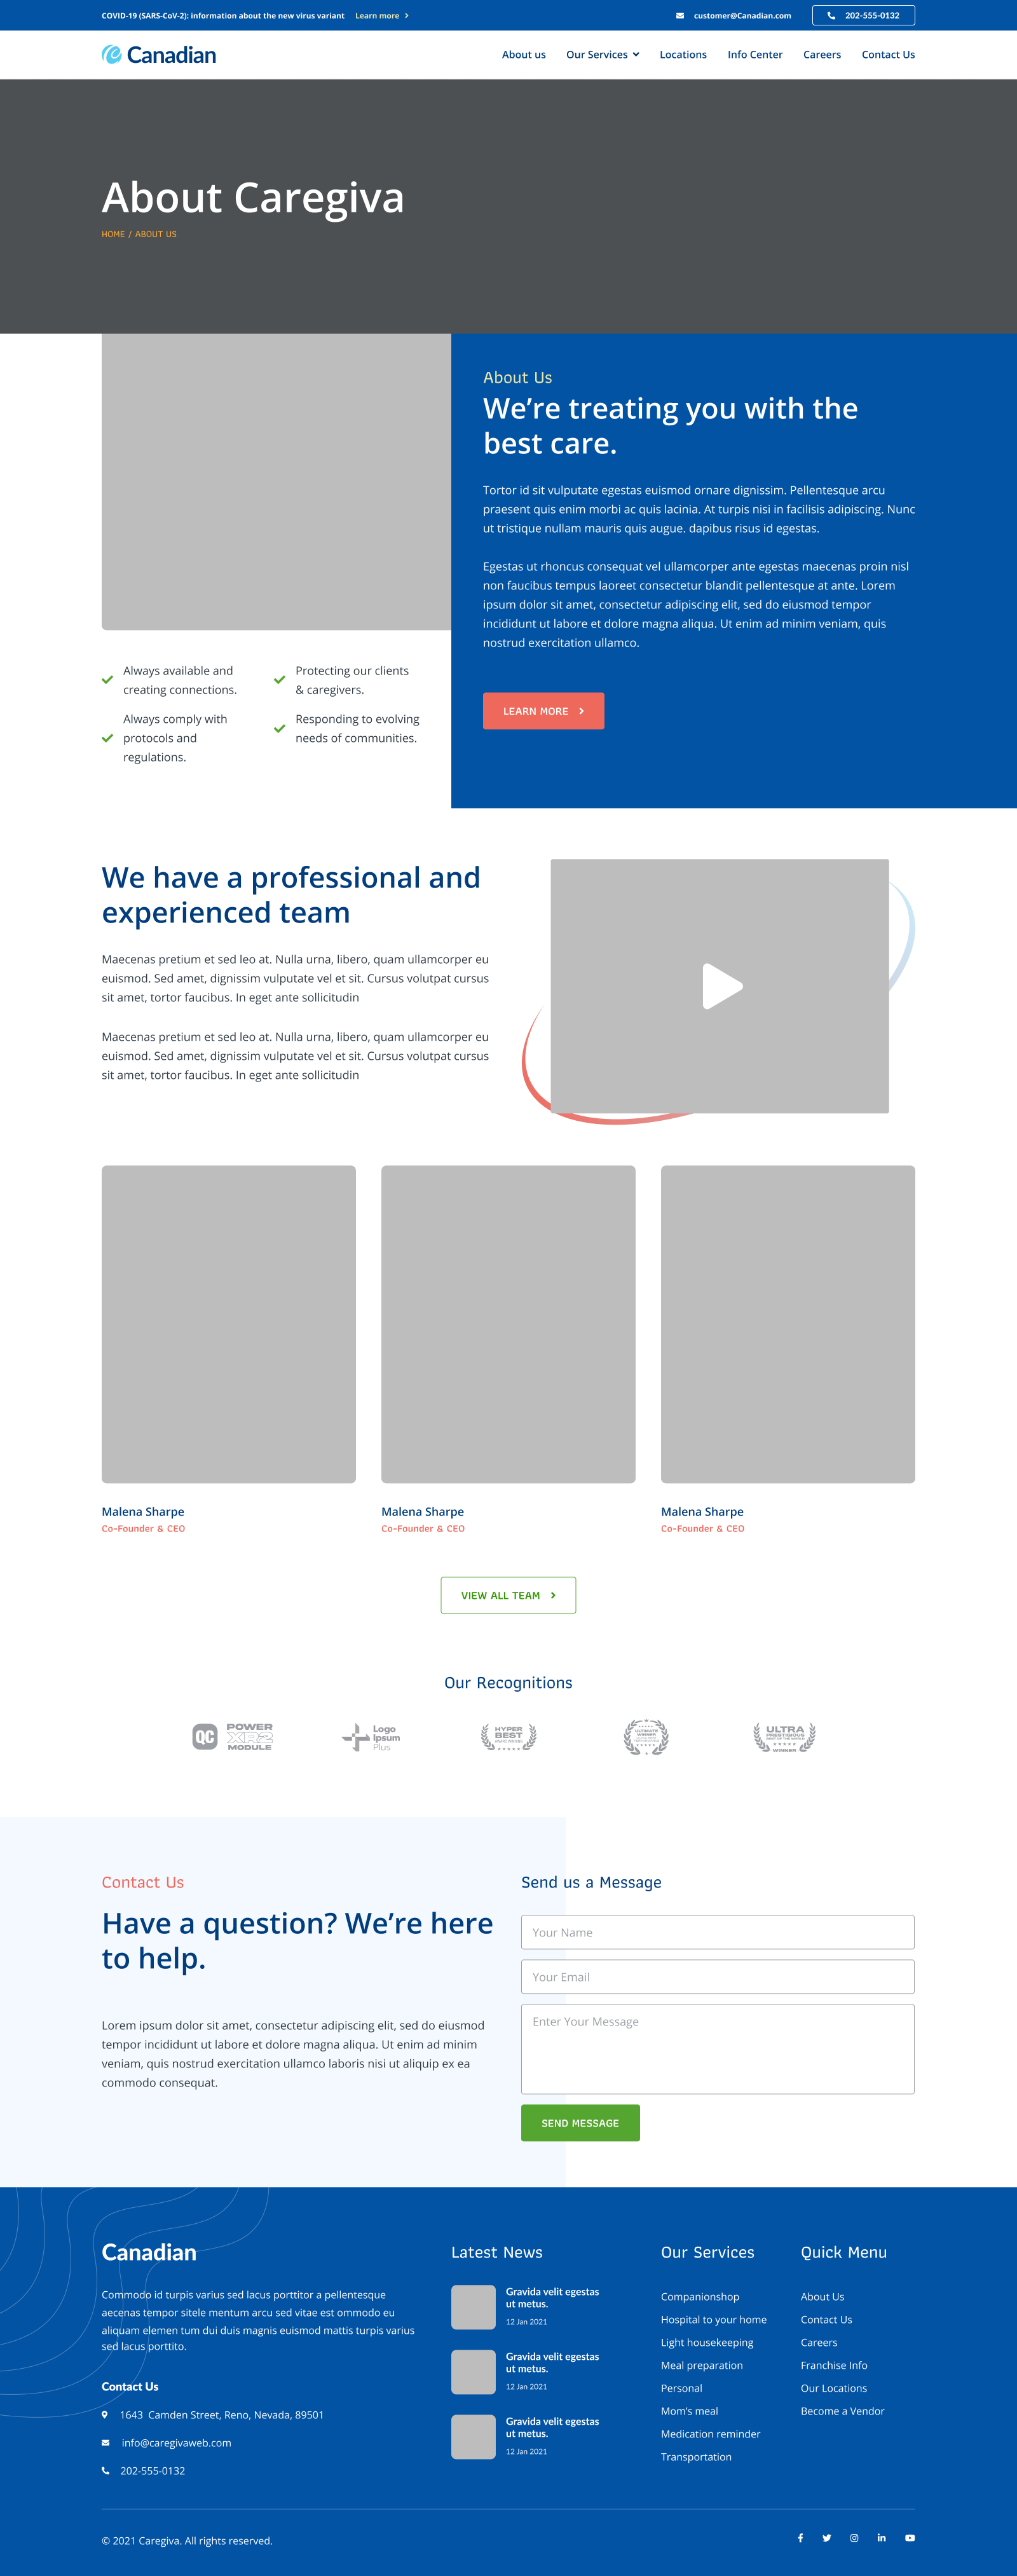 COVID-19 (SARS-CoV-2): information about the new virus variant Learn more
customer@Canadian.com
202-555-0132
Canadian
About us Our Services Locations Info Center Careers Contact Us
About Caregiva
HOME / ABOUT US
Always available and
creating connections.
Protecting our clients
& caregivers.
Always comply with
protocols and
regulations.
Responding to evolving
needs of communities.
About Us
We’re treating you with the
best care.
Tortor id sit vulputate egestas euismod ornare dignissim. Pellentesque arcu
praesent quis enim morbi ac quis lacinia. At turpis nisi in facilisis adipiscing. Nunc
ut tristique nullam mauris quis augue. dapibus risus id egestas.
Egestas ut rhoncus consequat vel ullamcorper ante egestas maecenas proin nisl
non faucibus tempus laoreet consectetur blandit pellentesque at ante. Lorem
ipsum dolor sit amet, consectetur adipiscing elit, sed do eiusmod tempor
incididunt ut labore et dolore magna aliqua. Ut enim ad minim veniam, quis
nostrud exercitation ullamco.
LEARN MORE
We have a professional and
experienced team
Maecenas pretium et sed leo at. Nulla urna, libero, quam ullamcorper eu
euismod. Sed amet, dignissim vulputate vel et sit. Cursus volutpat cursus
sit amet, tortor faucibus. In eget ante sollicitudin
Maecenas pretium et sed leo at. Nulla urna, libero, quam ullamcorper eu
euismod. Sed amet, dignissim vulputate vel et sit. Cursus volutpat cursus
sit amet, tortor faucibus. In eget ante sollicitudin
Malena Sharpe
Co-Founder & CEO
Malena Sharpe
Co-Founder & CEO
Malena Sharpe
Co-Founder & CEO
VIEW ALL TEAM
Our Recognitions
QC
POWER
XR2
MODULE
Logo
Ipsum
Plus
HYPER
BEST
ULTIMATE
WINNER
ULTRA
PRESTIGIOUS
WINNER
Contact Us
Have a question? We’re here
to help.
Lorem ipsum dolor sit amet, consectetur adipiscing elit, sed do eiusmod
tempor incididunt ut labore et dolore magna aliqua. Ut enim ad minim
veniam, quis nostrud exercitation ullamco laboris nisi ut aliquip ex ea
commodo consequat.
Send us a Message
Your Name
Your Email
Enter Your Message
SEND MESSAGE
Canadian
Commodo id turpis varius sed lacus porttitor a pellentesque
aecenas tempor sitele mentum arcu sed vitae est ommodo eu
aliquam elemen tum dui duis magnis euismod mattis turpis varius
sed lacus porttito.
Contact Us
1643 Camden Street, Reno, Nevada, 89501
info@caregivaweb.com
202-555-0132
Latest News
Gravida velit egestas
ut metus.
12 Jan 2021
Gravida velit egestas
ut metus.
12 Jan 2021
Gravida velit egestas
ut metus.
12 Jan 2021
Our Services
Companionshop
Hospital to your home
Light housekeeping
Meal preparation
Personal
Mom’s meal
Medication reminder
Transportation
Quick Menu
About Us
Contact Us
Careers
Franchise Info
Our Locations
Become a Vendor
© 2021 Caregiva. All rights reserved.